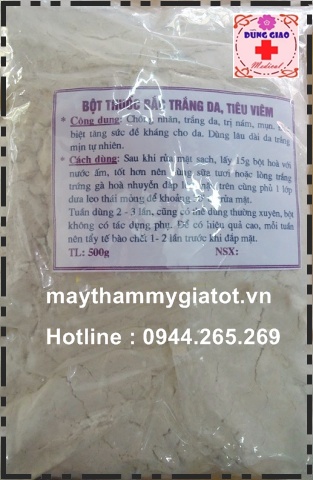 DUNG GIAO
Medical
BỘT THUỐC BẮC TRẮNG DA, TIÊU VIÊM
Công dung: Chống nhăn, trắng da, trị nám, mụn.
biệt tăng sức đề kháng cho da. Dùng lâu dài da trắng
mịn tự nhiên.
Cách dùng: Sau khi rửa mặt sạch, lấy 15g bột hoà với
nước ấm, tốt hơn nên dùng sữa tươi hoặc lòng trắng
trứng gà hoà nhuyễn đắp lên mặt trên cùng phủ 1 lớp
dưa leo thái mỏng để khoảng rửa mặt.
Tuần dùng 2 - 3 lần, cũng có thể dùng thường xuyên, bột
không có tác dụng phụ. Để có hiệu quả cao, mỗi tuần
nên tẩy tế bào chết 1- 2 lần trước khi đắp mặt.
TL: 500g NSX:
maythammygiatot.vn
Hotline : 0944.265.269